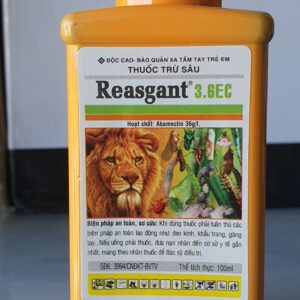 ĐỘC CAO- BẢO QUẢN XA TẦM TAY TRẺ EM
THUỐC TRỪ SÂU
Reasgant® 3.6EC
Hoạt chất: Abamectin 36g/l.
Biện pháp an toàn, sơ cứu: Khi dùng thuốc phải tuân thủ các
biện pháp an toàn lao động như đeo kính, khẩu trang, găng
tay...Nếu uống phải thuốc, đưa nạn nhân đến cơ sở y tế gần
nhất, mang theo nhãn thuốc để Bác sỹ điều trị.
SĐK: 3994/CNĐKT-BVTV Thể tích thực: 100ml